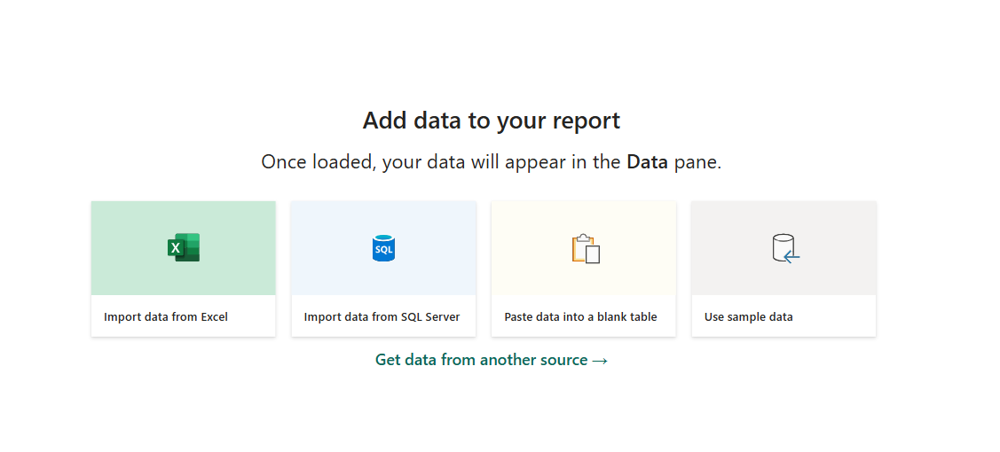 Add data to your report
Once loaded, your data will appear in the Data pane.
X
SQL
Import data from Excel
Import data from SQL Server
Paste data into a blank table
Use sample data
Get data from another source →